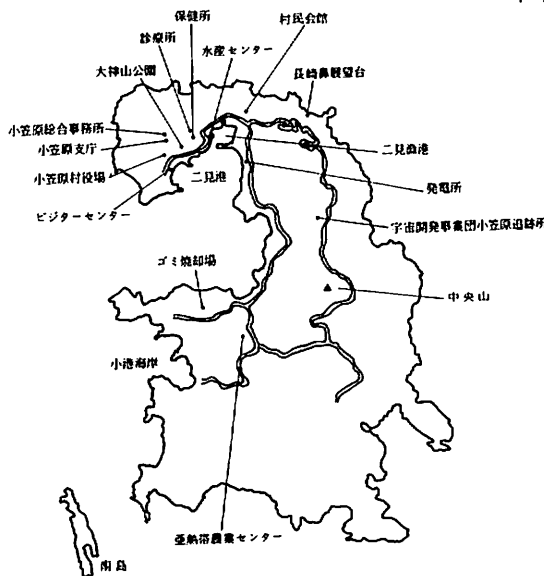 保健所
村民会館
診療所
水産センター
大神山公園
長崎鼻展望台
小笠原総合事務所
小笠原支庁
二見漁港
小笠原村役場
二見港
発電所
ビジターセンター
宇宙開発事業団小笠原追跡所
ゴミ焼却場
中央山
小港海岸
亜熱帯農業センター
南島